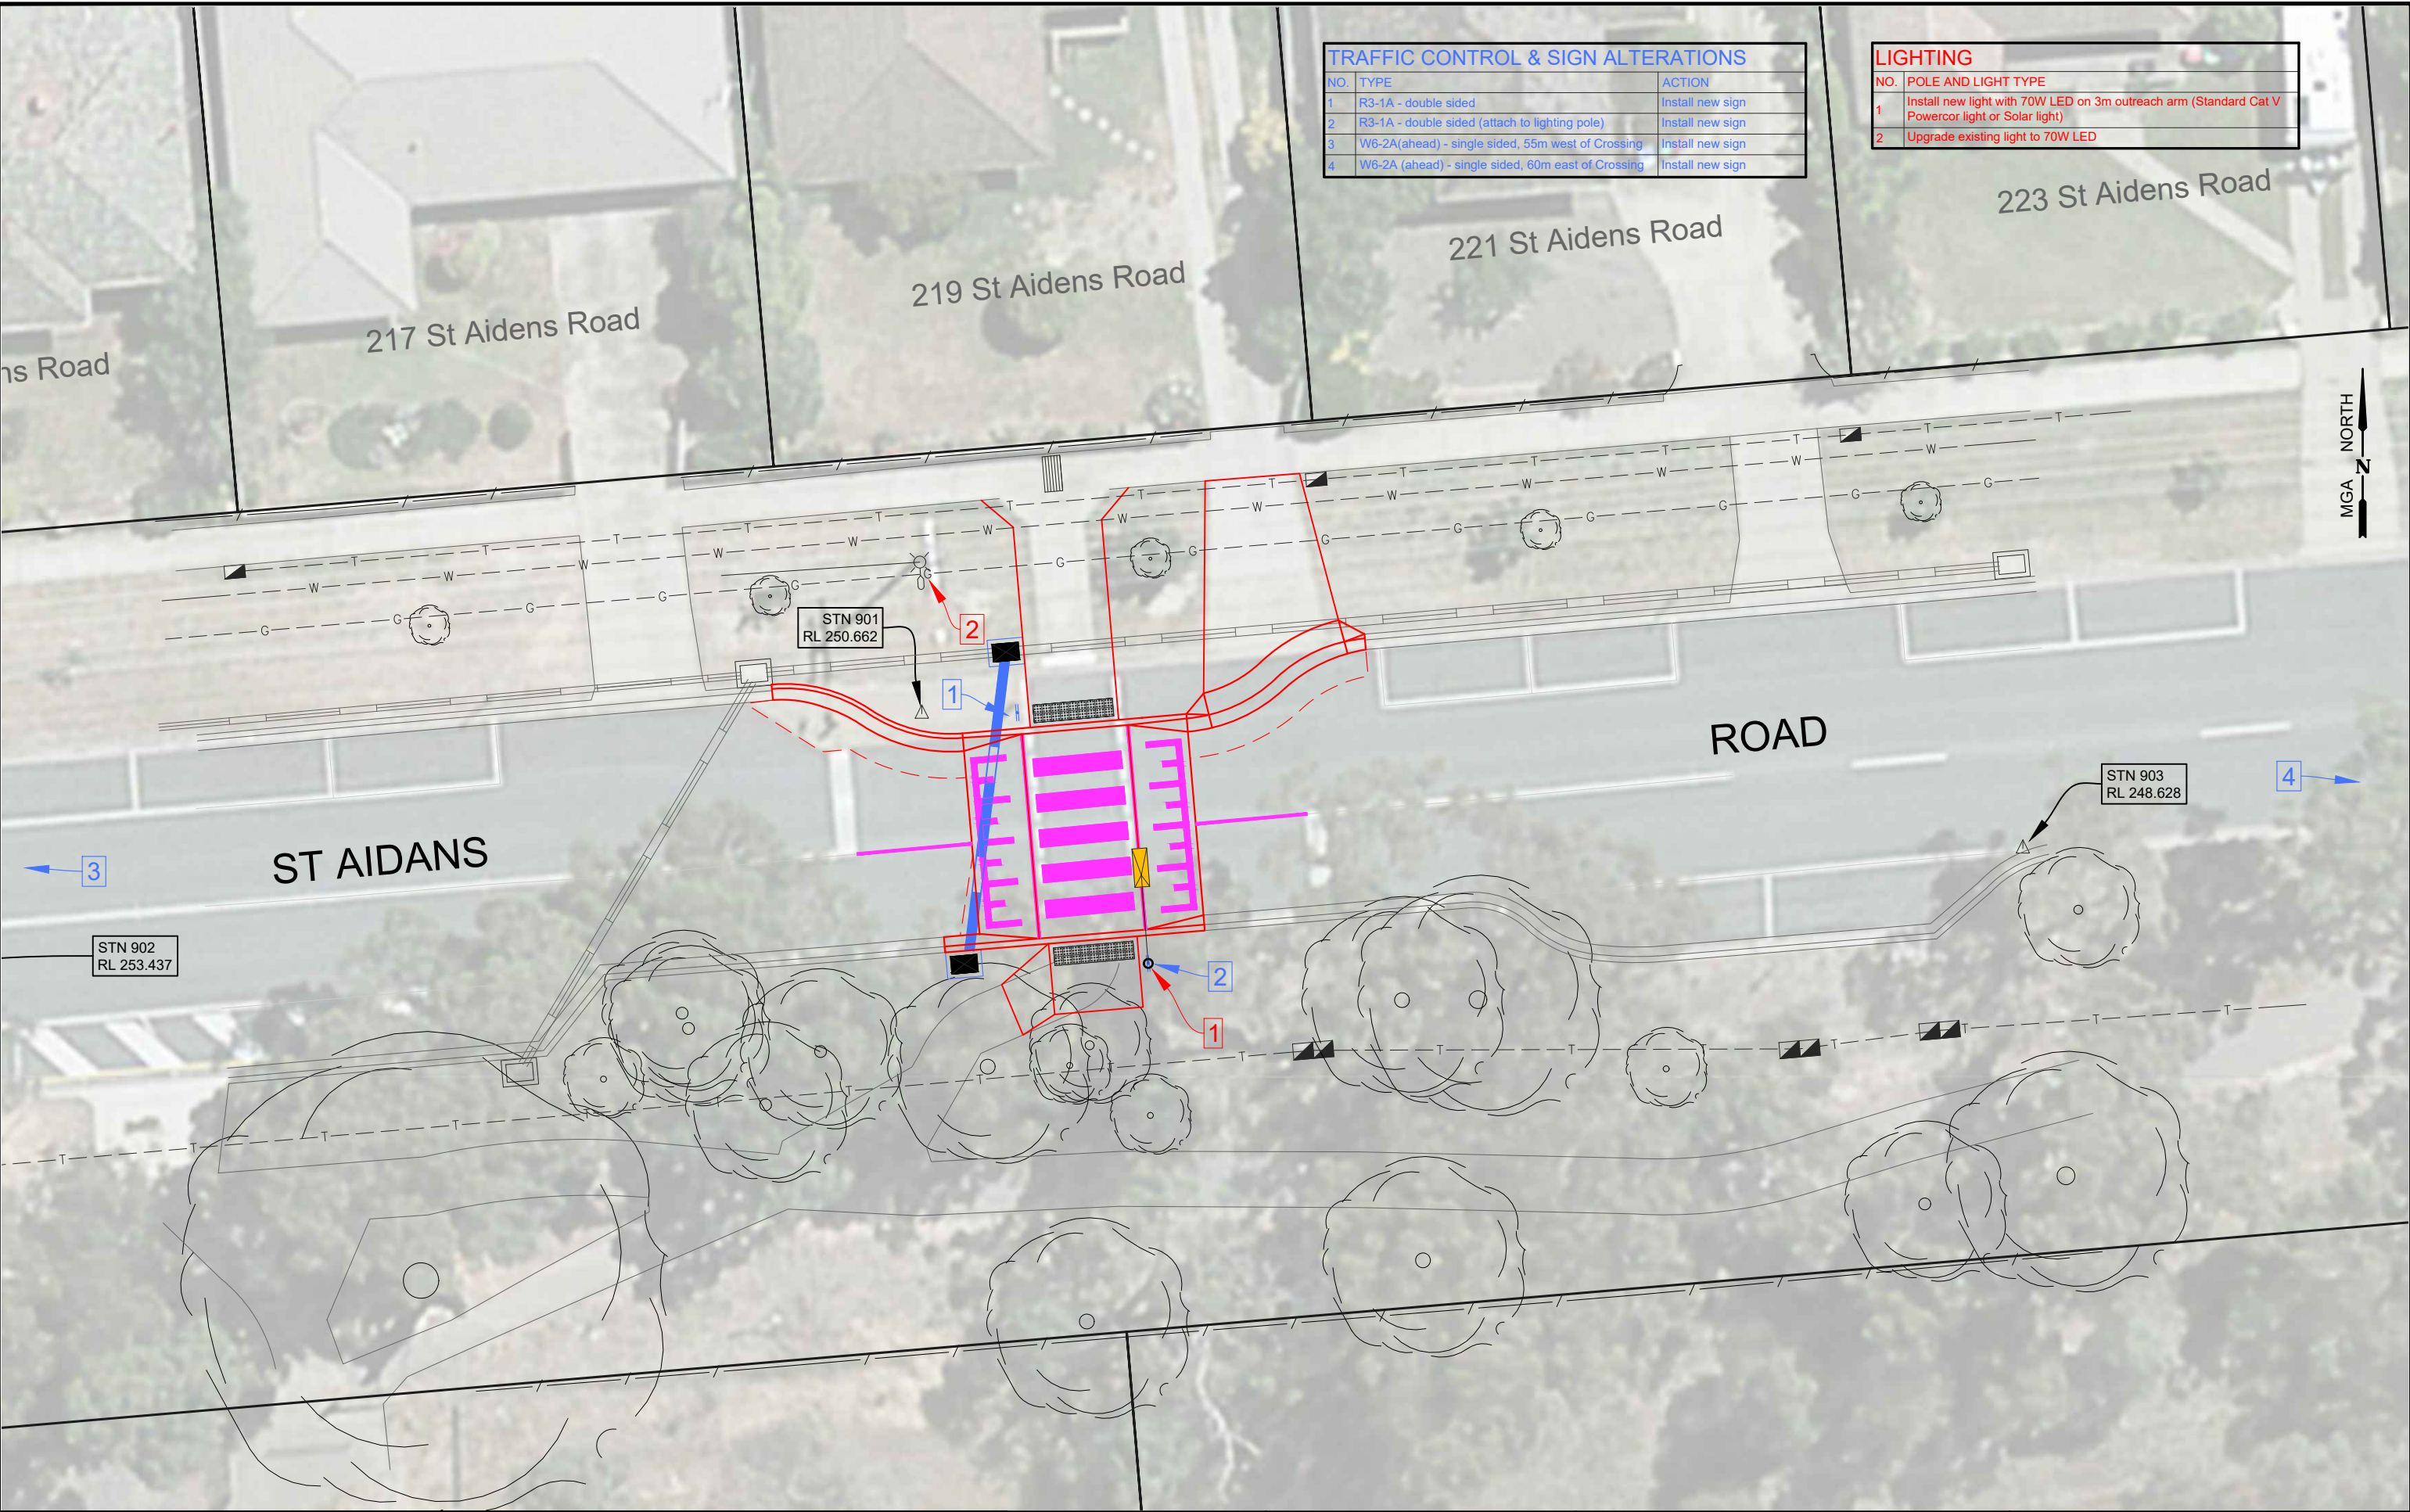 TRAFFIC CONTROL & SIGN ALTERATIONS
NO. TYPE ACTION
1 R3-1A - double sided Install new sign
2 R3-1A - double sided (attach to lighting pole) Install new sign
3 W6-2A(ahead) - single sided, 55m west of Crossing Install new sign
4 W6-2A (ahead) - single sided, 60m east of Crossing Install new sign
LIGHTING
NO. POLE AND LIGHT TYPE
1 Install new light with 70W LED on 3m outreach arm (Standard Cat V
Powercor light or Solar light)
2 Upgrade existing light to 70W LED
223 St Aidens Road
221 St Aidens Road
219 St Aidens Road
217 St Aidens Road
ns Road
MGA NORTH
N
T T T T T T T T T T T T
W W W W W W W W W W W W
G G G G G G G G G G G G G
STN 901
RL 250.662
2
1
ROAD
STN 903
RL 248.628
4
ST AIDANS
3
STN 902
RL 253.437
2
1
T T T T T T T T T T T T T